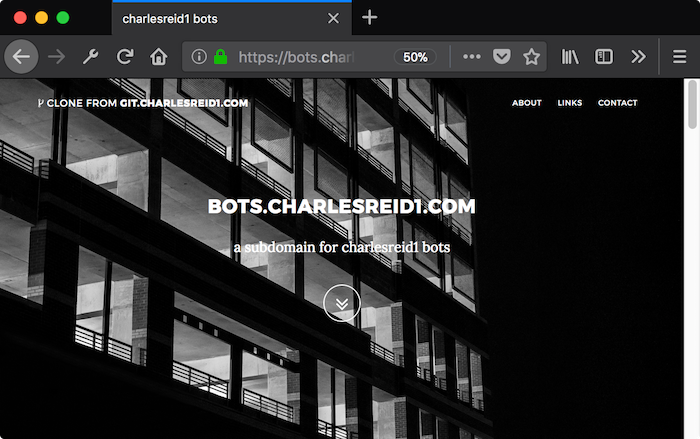 charlesreid1 bots
https://bots.char
50%
CLONE FROM GIT.CHARLESREID1.COM
ABOUT LINKS CONTACT
BOTS.CHARLESREID1.COM
a subdomain for charlesreid1 bots